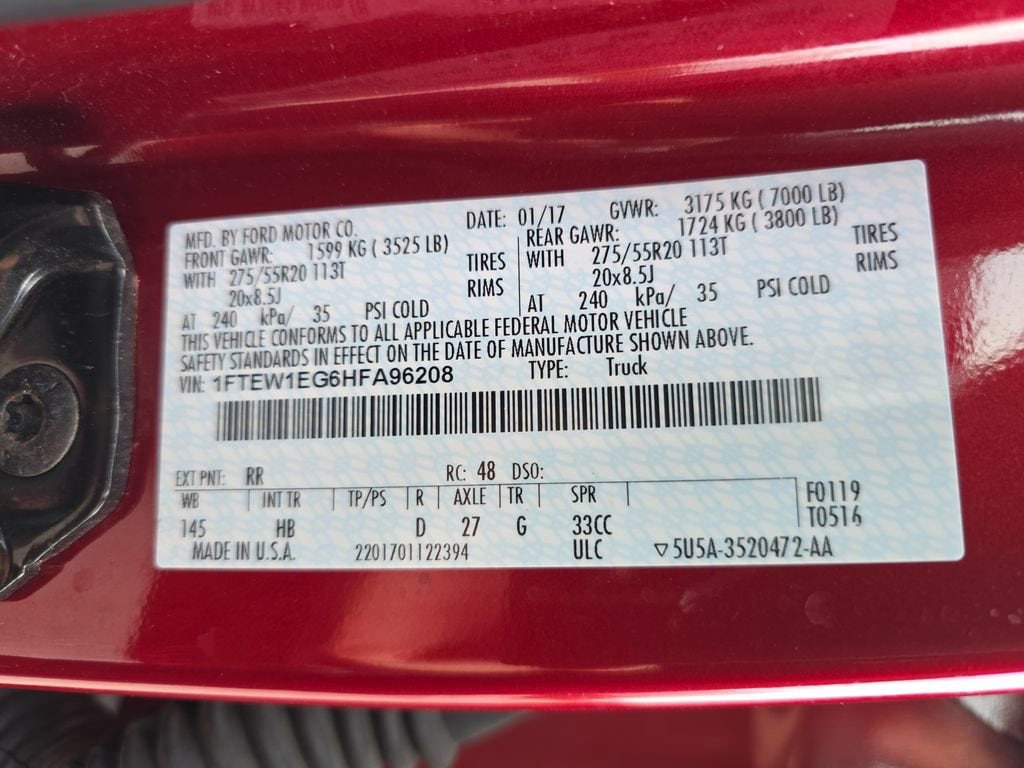 MFD. BY FORD MOTOR CO. DATE: 01/17 GVWR: 3175 KG ( 7000 LB)
FRONT GAWR: 1599 KG ( 3525 LB) REAR GAWR: 1724 KG ( 3800 LB)
WITH 275/55R20 113T TIRES WITH 275/55R20 113T TIRES
20x8.5J RIMS 20x8.5J RIMS
AT 240 kPa/ 35 PSI COLD AT 240 kPa/ 35 PSI COLD
THIS VEHICLE CONFORMS TO ALL APPLICABLE FEDERAL MOTOR VEHICLE
SAFETY STANDARDS IN EFFECT ON THE DATE OF MANUFACTURE SHOWN ABOVE.
VIN: 1FTEW1EG6HFA96208 TYPE: Truck
EXT PNT: RR RC: 48 DSO:
WB INT TR TP/PS R AXLE TR SPR F0119
145 HB D 27 G 33CC T0516
MADE IN U.S.A. 2201701122394 ULC ▽5U5A-3520472-AA